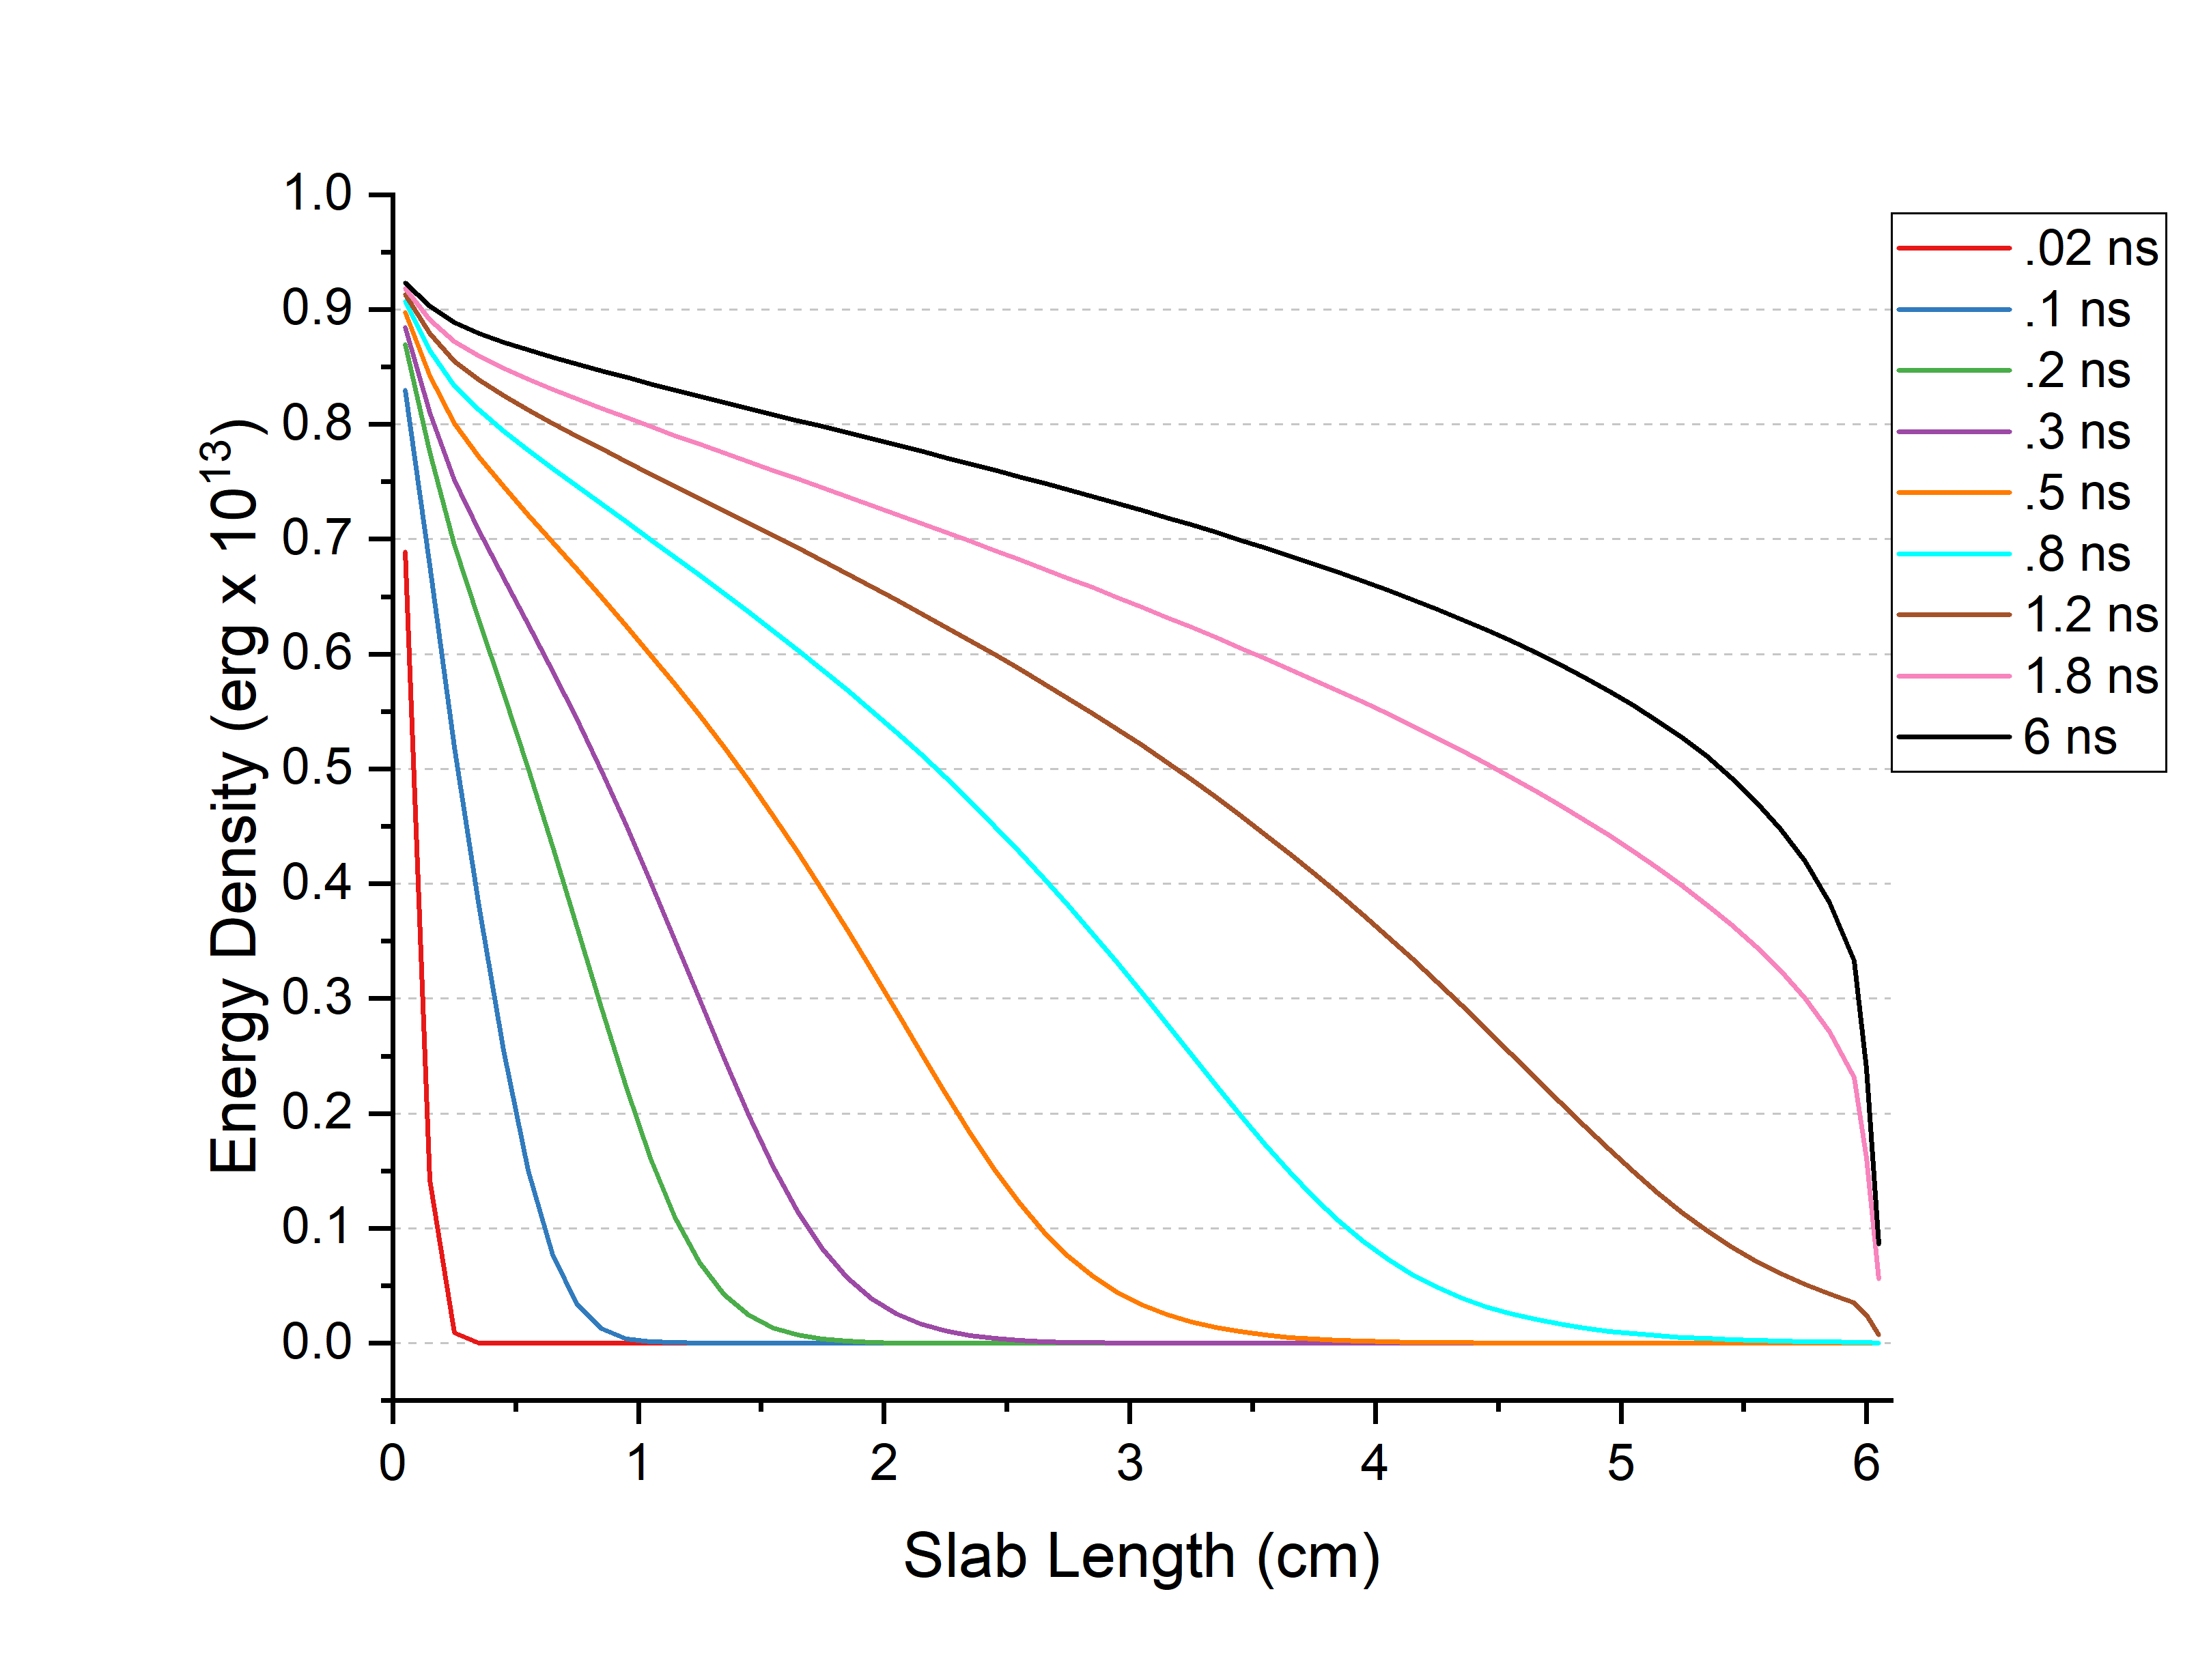 Energy Density (erg x 10¹³)
1.0
0.9
0.8
0.7
0.6
0.5
0.4
0.3
0.2
0.1
0.0
0 1 2 3 4 5 6
Slab Length (cm)
.02 ns
.1 ns
.2 ns
.3 ns
.5 ns
.8 ns
1.2 ns
1.8 ns
6 ns